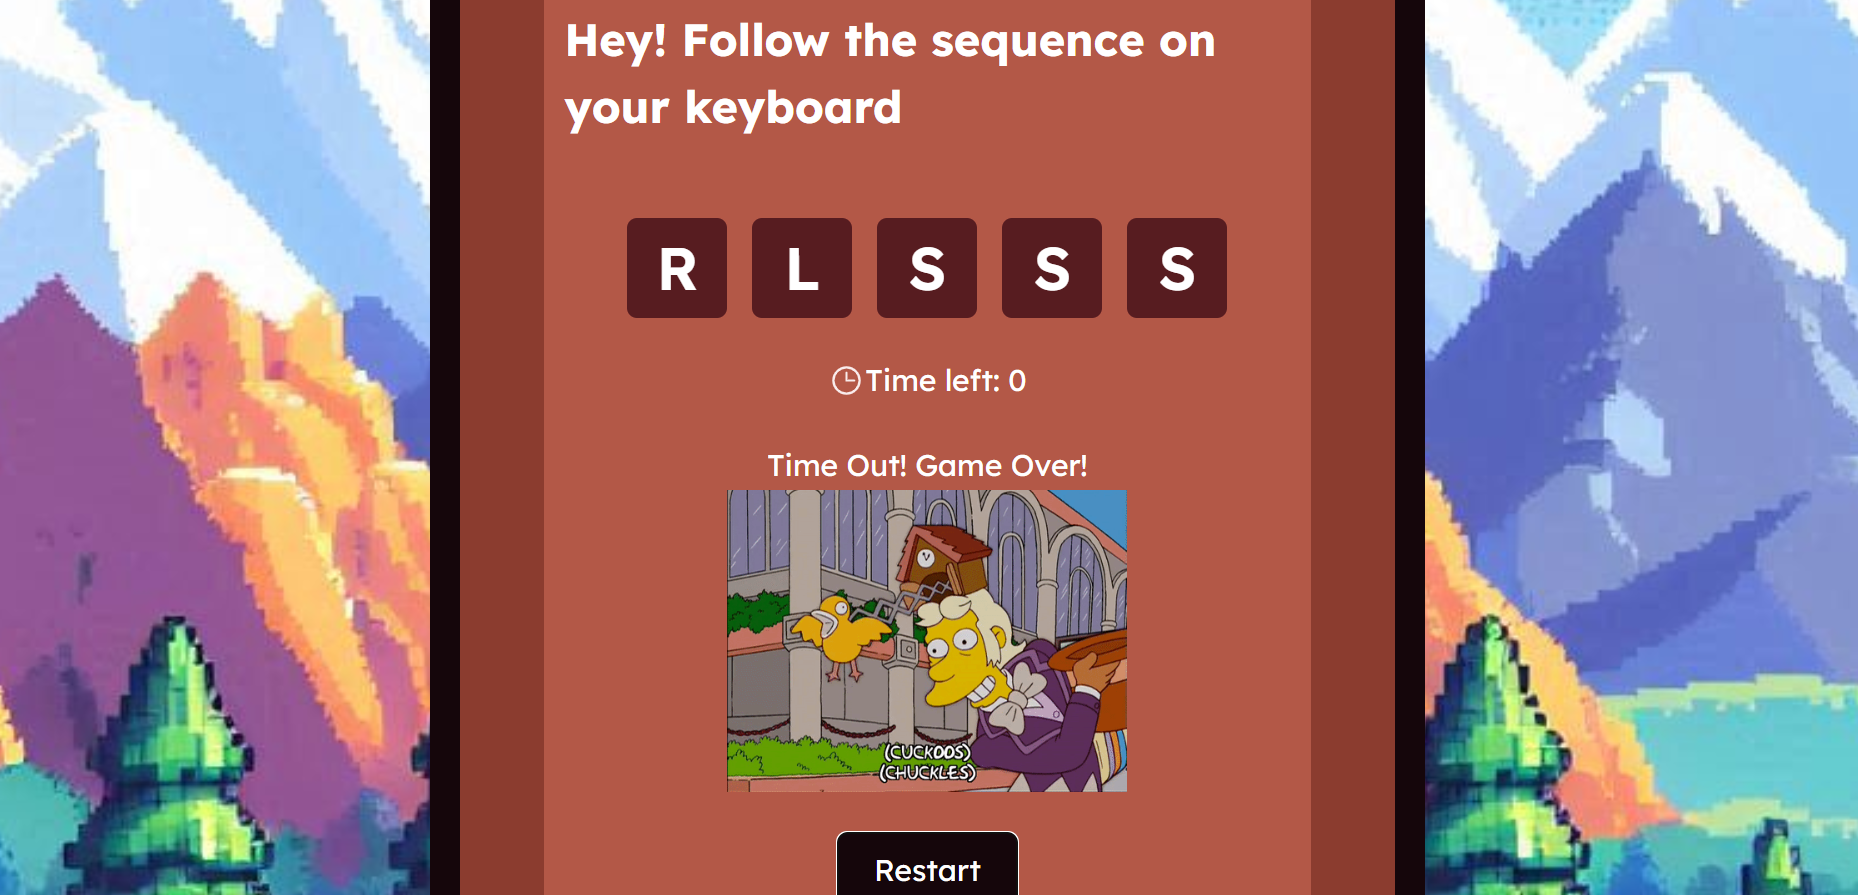 Hey! Follow the sequence on
your keyboard
R L S S S
Time left: 0
Time Out! Game Over!
(CUCKOOS)
(CHUCKLES)
Restart